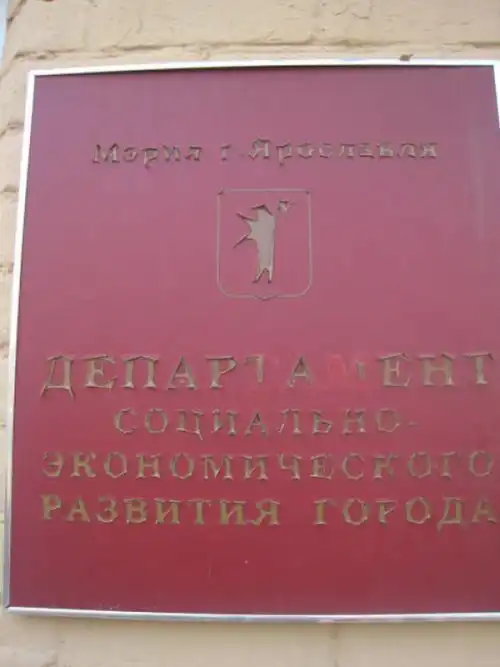 Мэрия г. Ярославля
ДЕПАРТАМЕНТ
СОЦИАЛЬНО-
ЭКОНОМИЧЕСКОГО
РАЗВИТИЯ ГОРОДА